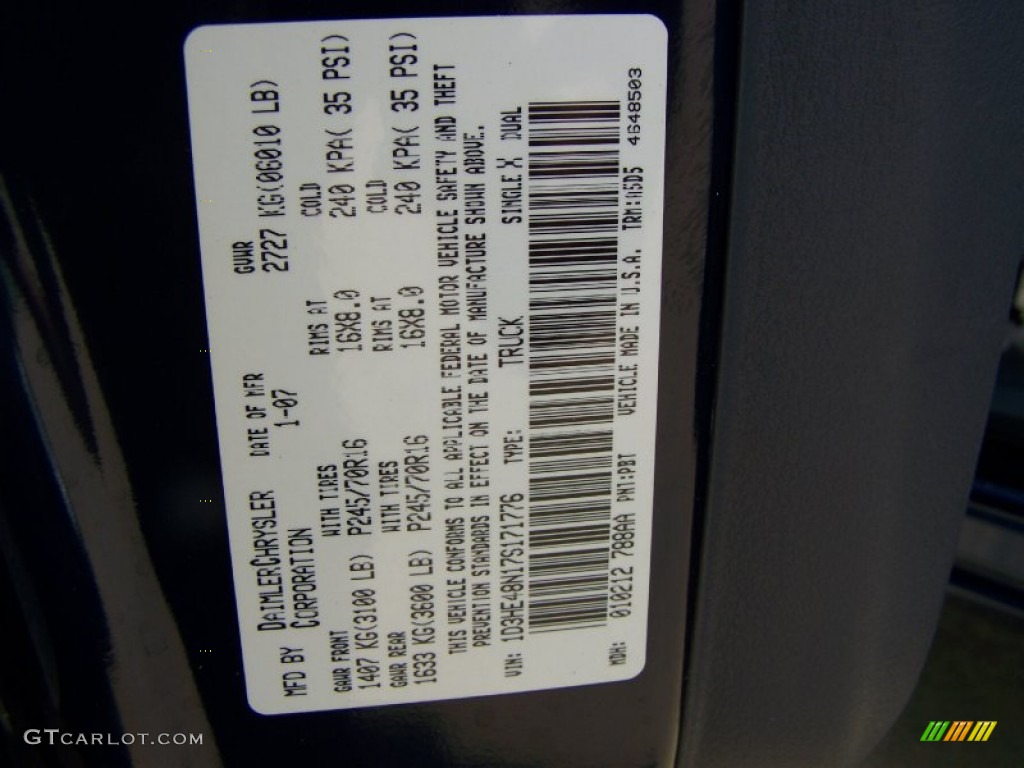 MFD BY DAIMLERCHRYSLER CORPORATION DATE OF MFR 1-07 GVWR 2727 KG(06010 LB)
GAWR FRONT WITH TIRES RIMS AT COLD
1407 KG(3100 LB) P245/70R16 16X8.0 240 KPA( 35 PSI)
GAWR REAR WITH TIRES RIMS AT COLD
1633 KG(3600 LB) P245/70R16 16X8.0 240 KPA( 35 PSI)
THIS VEHICLE CONFORMS TO ALL APPLICABLE FEDERAL MOTOR VEHICLE SAFETY AND THEFT
PREVENTION STANDARDS IN EFFECT ON THE DATE OF MANUFACTURE SHOWN ABOVE.
VIN: 1D3HE48N17S171776 TYPE: TRUCK SINGLE X DUAL
MDH: 010212 788AA PNT:PBT VEHICLE MADE IN U.S.A. TRM: 4648503
GTCARLOT.COM